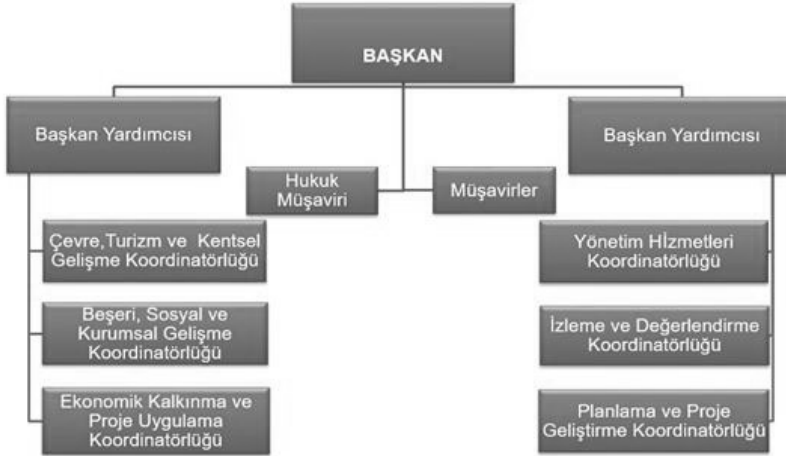 BAŞKAN
Başkan Yardımcısı
Başkan Yardımcısı
Hukuk
Müşaviri
Müşavirler
Çevre,Turizm ve Kentsel
Gelişme Koordinatörlüğü
Yönetim Hİzmetleri
Koordinatörlüğü
Beşeri, Sosyal ve
Kurumsal Gelişme
Koordinatörlüğü
İzleme ve Değerlendirme
Koordinatörlüğü
Ekonomik Kalkınma ve
Proje Uygulama
Koordinatörlüğü
Planlama ve Proje
Geliştirme Koordinatörlüğü